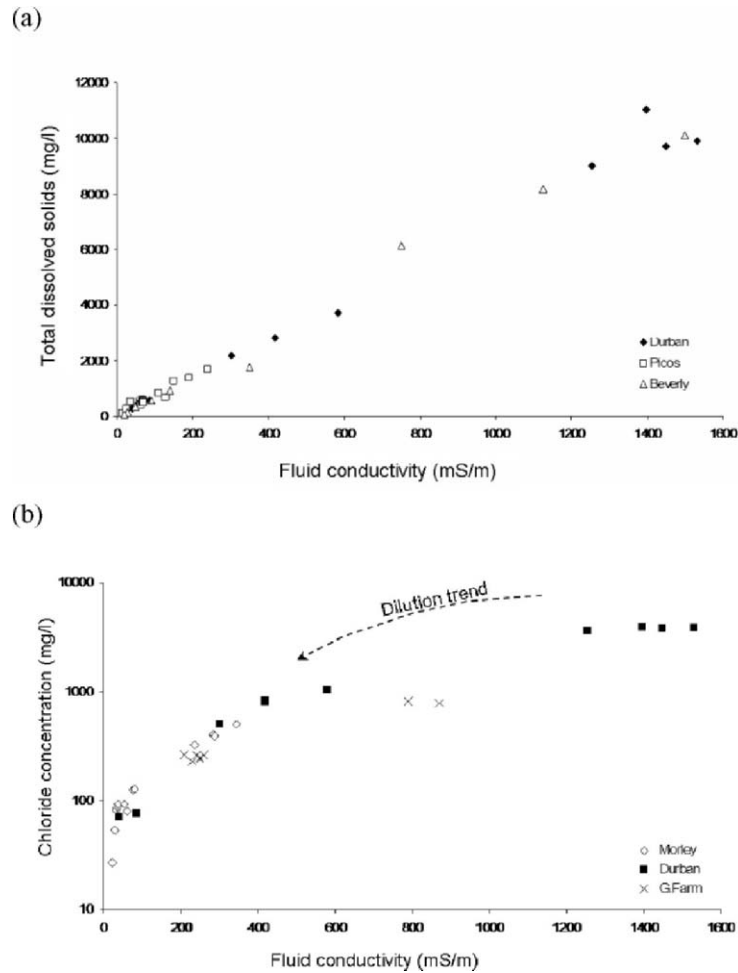 (a)
Total dissolved solids (mg/l)
12000
10000
8000
6000
4000
2000
0
0 200 400 600 800 1000 1200 1400 1600
Durban
Picos
Beverly
Fluid conductivity (mS/m)
(b)
Chloride concentration (mg/l)
10000
1000
100
10
Dilution trend
Morley
Durban
G.Farm
0 200 400 600 800 1000 1200 1400 1600
Fluid conductivity (mS/m)